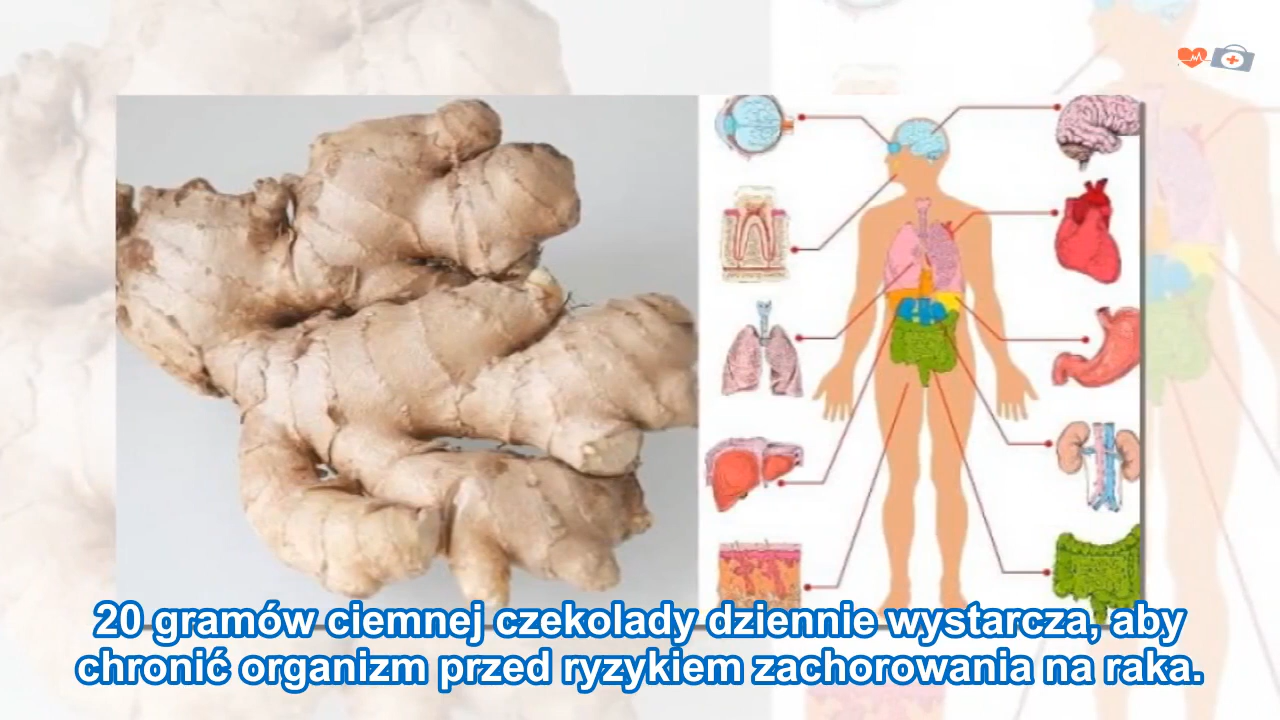 20 gramów ciemnej czekolady dziennie wystarcza, aby
chronić organizm przed ryzykiem zachorowania na raka.